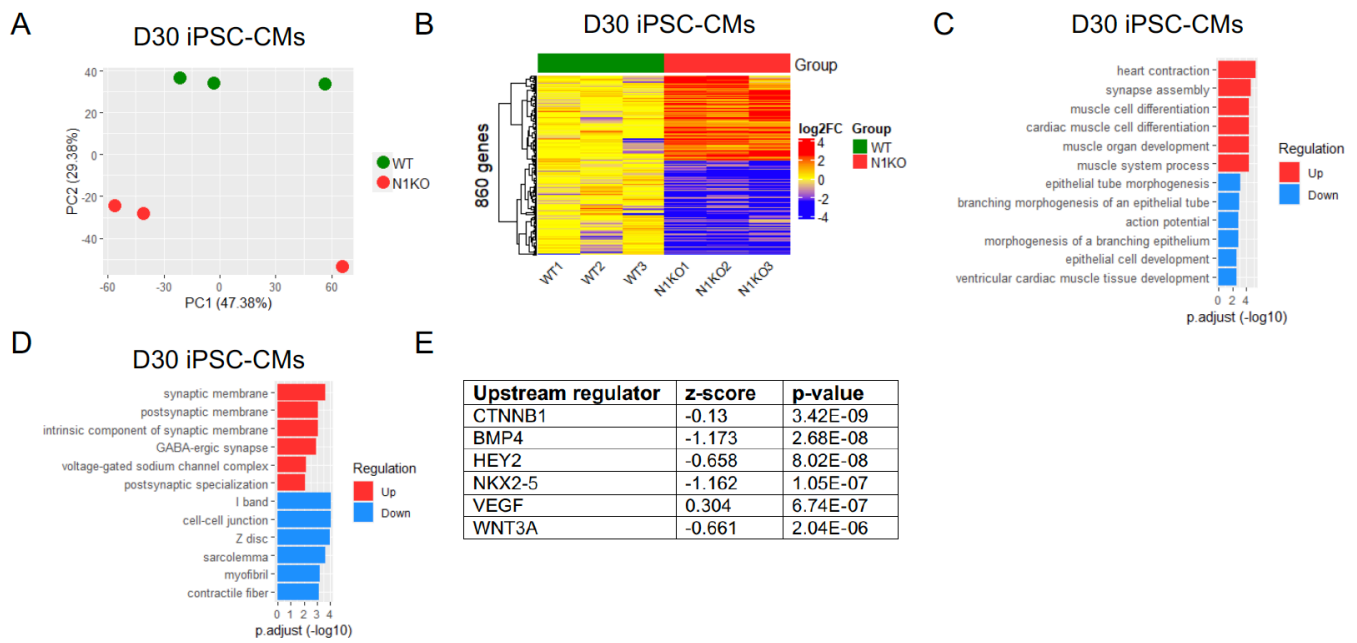 A
D30 iPSC-CMs
40
20
0
-20
-40
PC2 (29.38%)
-60
-30
0
30
60
PC1 (47.38%)
WT
N1KO
B
D30 iPSC-CMs
Group
860 genes
WT1
WT2
WT3
N1KO1
N1KO2
N1KO3
log2FC
4
2
0
-2
-4
Group
WT
N1KO
C
D30 iPSC-CMs
heart contraction
synapse assembly
muscle cell differentiation
cardiac muscle cell differentiation
muscle organ development
muscle system process
epithelial tube morphogenesis
branching morphogenesis of an epithelial tube
action potential
morphogenesis of a branching epithelium
epithelial cell development
ventricular cardiac muscle tissue development
0 2 4
p.adjust (-log10)
Regulation
Up
Down
D
D30 iPSC-CMs
synaptic membrane
postsynaptic membrane
intrinsic component of synaptic membrane
GABA-ergic synapse
voltage-gated sodium channel complex
postsynaptic specialization
I band
cell-cell junction
Z disc
sarcolemma
myofibril
contractile fiber
0 1 2 3 4
p.adjust (-log10)
Regulation
Up
Down
E
Upstream regulator z-score p-value
CTNNB1 -0.13 3.42E-09
BMP4 -1.173 2.68E-08
HEY2 -0.658 8.02E-08
NKX2-5 -1.162 1.05E-07
VEGF 0.304 6.74E-07
WNT3A -0.661 2.04E-06